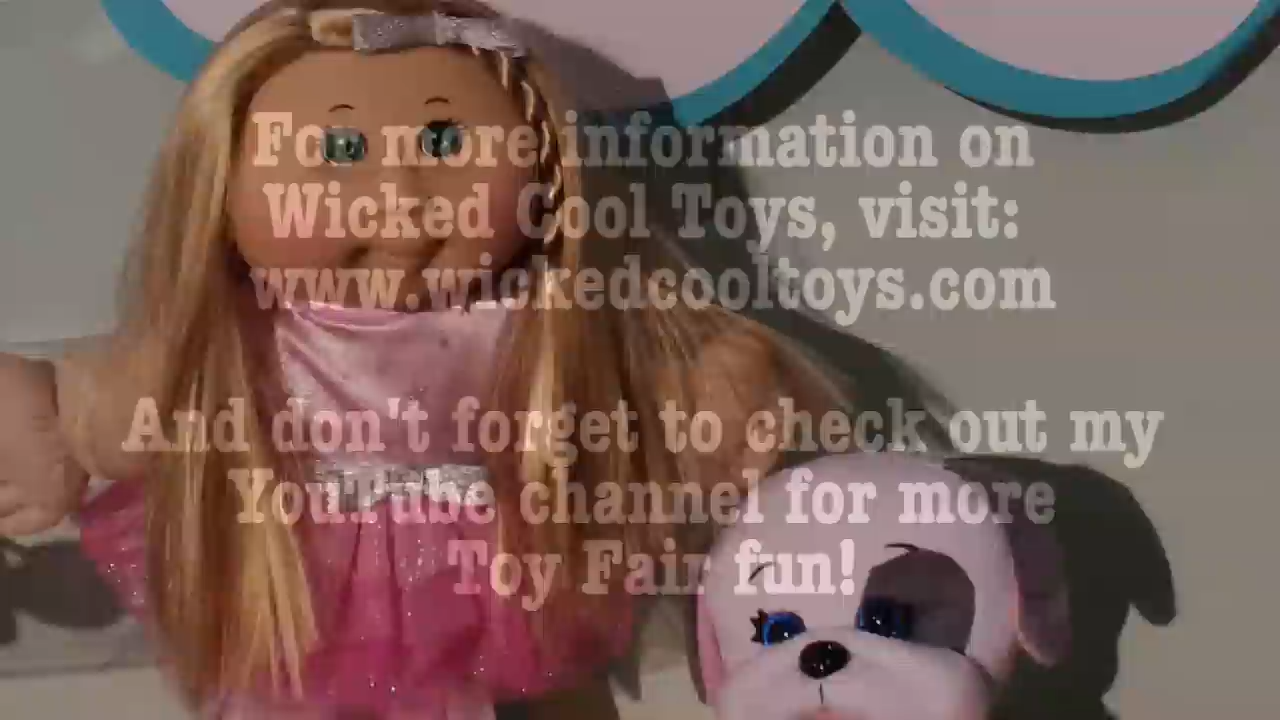 For more information on
Wicked Cool Toys, visit:
www.wickedcooltoys.com
And don't forget to check out my
YouTube channel for more
Toy Fair fun!